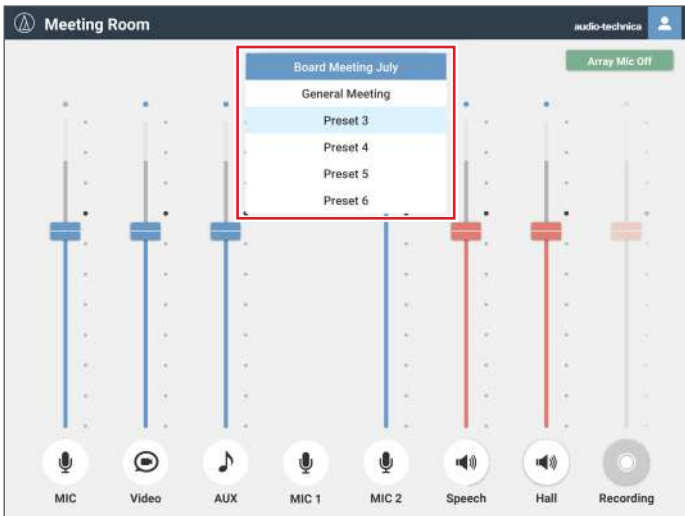 Meeting Room
audio-technica
Board Meeting July
Array Mic Off
General Meeting
Preset 3
Preset 4
Preset 5
Preset 6
MIC
Video
AUX
MIC 1
MIC 2
Speech
Hall
Recording